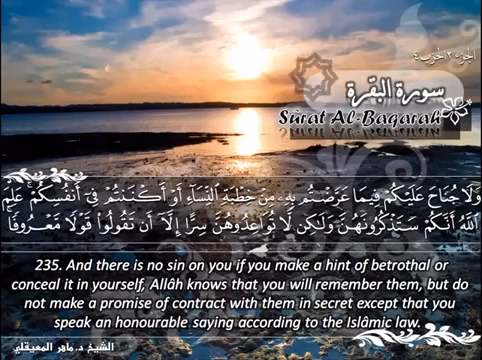 الجزء ٢ الحزب ٤
سورة البقرة
Sûrat Al-Baqarah
وَلَا جُنَاحَ عَلَيْكُمْ فِيمَا عَرَّضْتُم بِهِۦ مِنْ خِطْبَةِ ٱلنِّسَآءِ أَوْ أَكْنَنتُمْ فِىٓ أَنفُسِكُمْ ۚ عَلِمَ
ٱللَّهُ أَنَّكُمْ سَتَذْكُرُونَهُنَّ وَلَٰكِن لَّا تُوَاعِدُوهُنَّ سِرًّا إِلَّآ أَن تَقُولُوا۟ قَوْلًا مَّعْرُوفًا ۚ
235. And there is no sin on you if you make a hint of betrothal or
conceal it in yourself, Allâh knows that you will remember them, but do
not make a promise of contract with them in secret except that you
speak an honourable saying according to the Islâmic law.
الشيخ د. ماهر المعيقلي